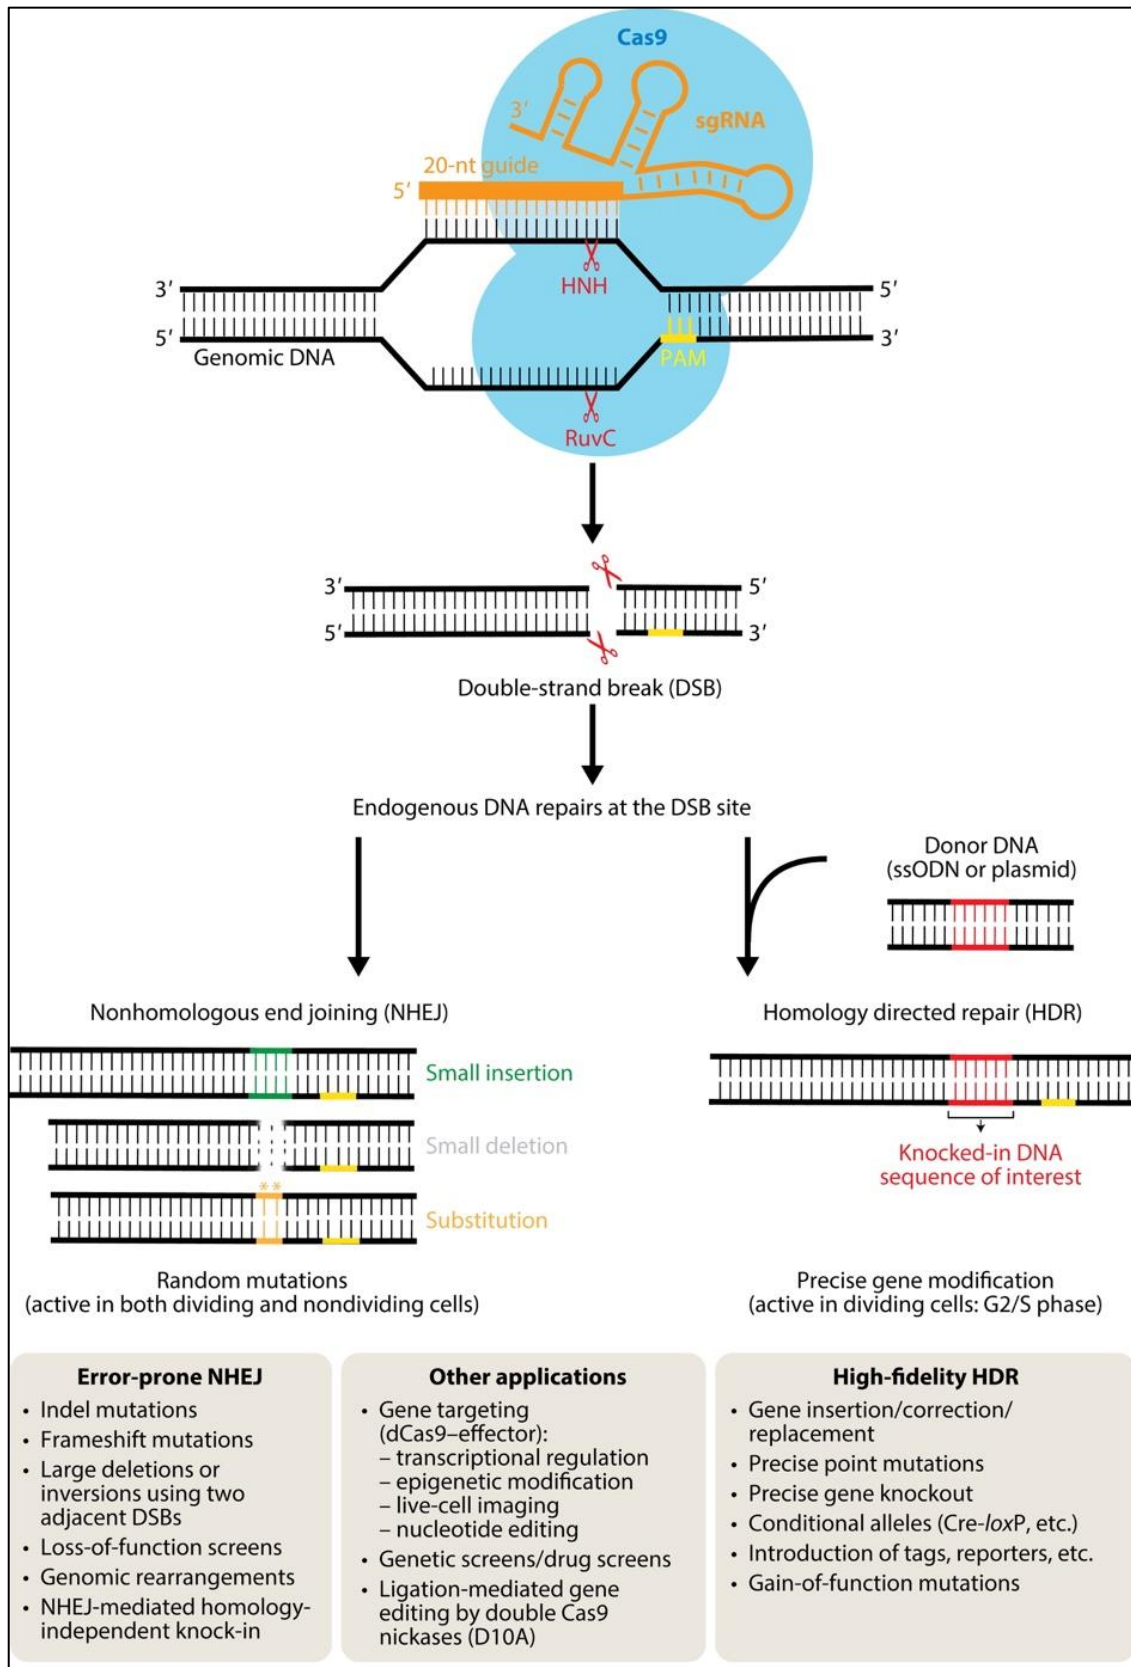 Cas9
3′
sgRNA
20-nt guide
5′
HNH
3′
5′
5′
3′
Genomic DNA
PAM
RuvC
3′
5′
5′
3′
Double-strand break (DSB)
Endogenous DNA repairs at the DSB site
Donor DNA
(ssODN or plasmid)
Nonhomologous end joining (NHEJ)
Small insertion
Small deletion
**
Substitution
Random mutations
(active in both dividing and nondividing cells)
Homology directed repair (HDR)
Knocked-in DNA
sequence of interest
Precise gene modification
(active in dividing cells: G2/S phase)
Error-prone NHEJ
• Indel mutations
• Frameshift mutations
• Large deletions or
inversions using two
adjacent DSBs
• Loss-of-function screens
• Genomic rearrangements
• NHEJ-mediated homology-
independent knock-in
Other applications
• Gene targeting
(dCas9–effector):
– transcriptional regulation
– epigenetic modification
– live-cell imaging
– nucleotide editing
• Genetic screens/drug screens
• Ligation-mediated gene
editing by double Cas9
nickases (D10A)
High-fidelity HDR
• Gene insertion/correction/
replacement
• Precise point mutations
• Precise gene knockout
• Conditional alleles (Cre-loxP, etc.)
• Introduction of tags, reporters, etc.
• Gain-of-function mutations